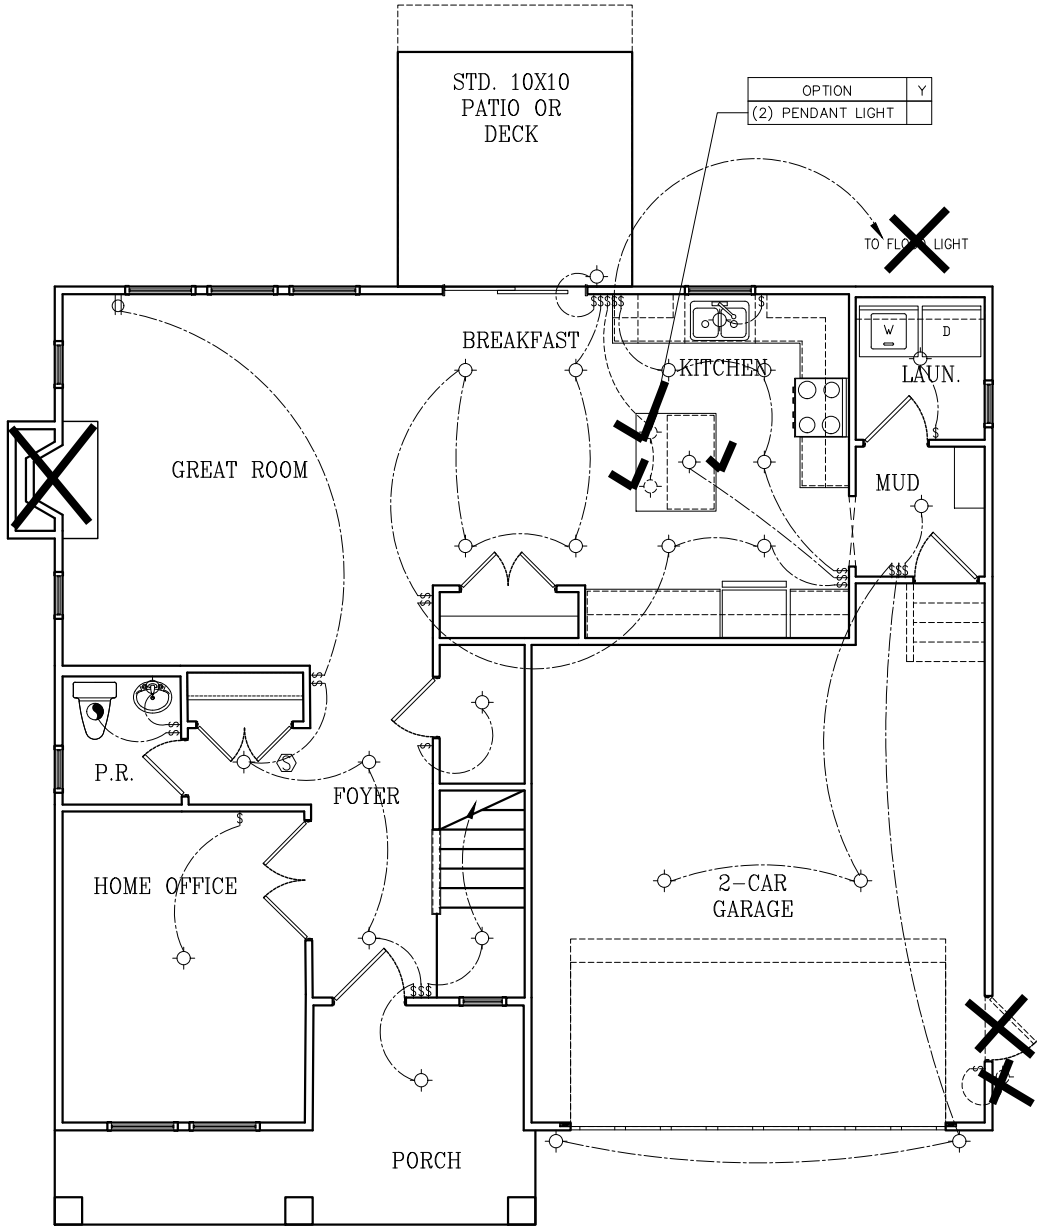 STD. 10X10
PATIO OR
DECK
OPTION Y
(2) PENDANT LIGHT
TO FLOOD LIGHT
BREAKFAST
KITCHEN
W
D
LAUN.
GREAT ROOM
MUD
$$$$$
$
$
$
$
$
$
$
$
$$$
$
$
$
$
S
$
P.R.
FOYER
$
HOME OFFICE
2-CAR
GARAGE
$$$
$
PORCH